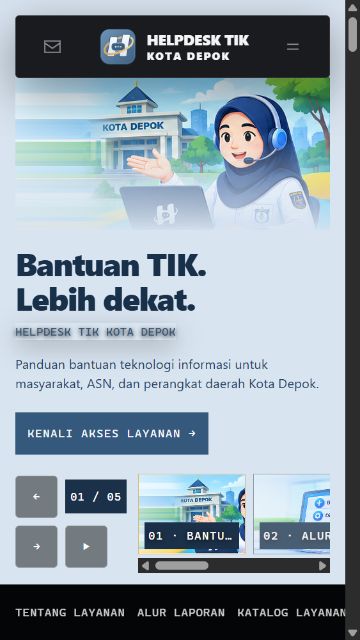 HELPDESK TIK
KOTA DEPOK
KOTA DEPOK
Bantuan TIK.
Lebih dekat.
HELPDESK TIK KOTA DEPOK
Panduan bantuan teknologi informasi untuk
masyarakat, ASN, dan perangkat daerah Kota Depok.
KENALI AKSES LAYANAN →
01 / 05
01 · BANTU…
02 · ALUR
TENTANG LAYANAN ALUR LAPORAN KATALOG LAYANAN